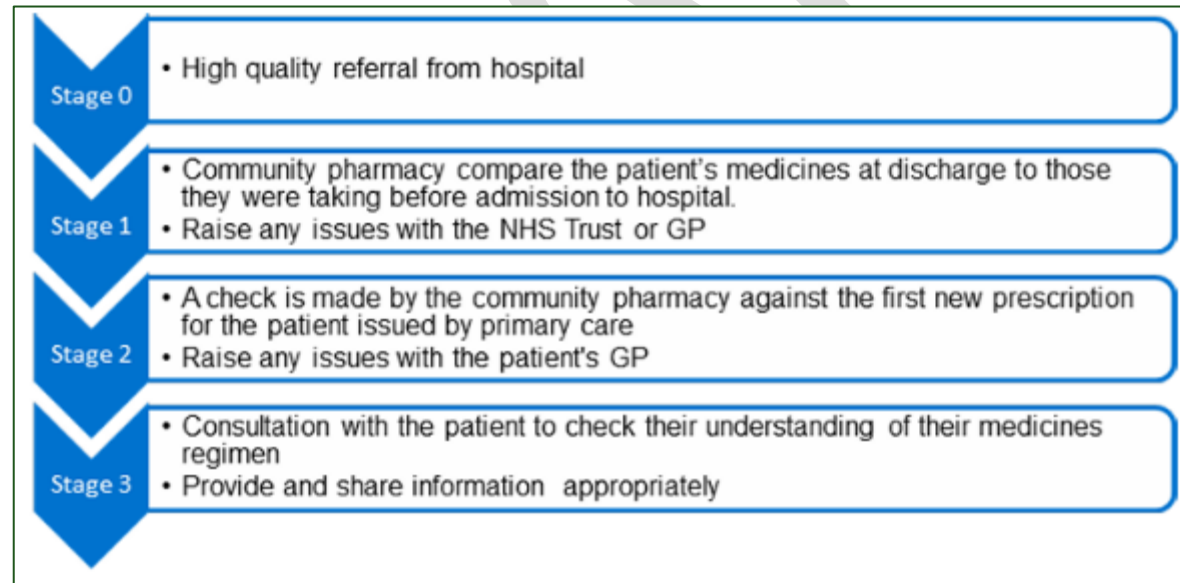 Stage 0
• High quality referral from hospital
Stage 1
• Community pharmacy compare the patient's medicines at discharge to those
they were taking before admission to hospital.
• Raise any issues with the NHS Trust or GP
Stage 2
• A check is made by the community pharmacy against the first new prescription
for the patient issued by primary care
• Raise any issues with the patient's GP
Stage 3
• Consultation with the patient to check their understanding of their medicines
regimen
• Provide and share information appropriately